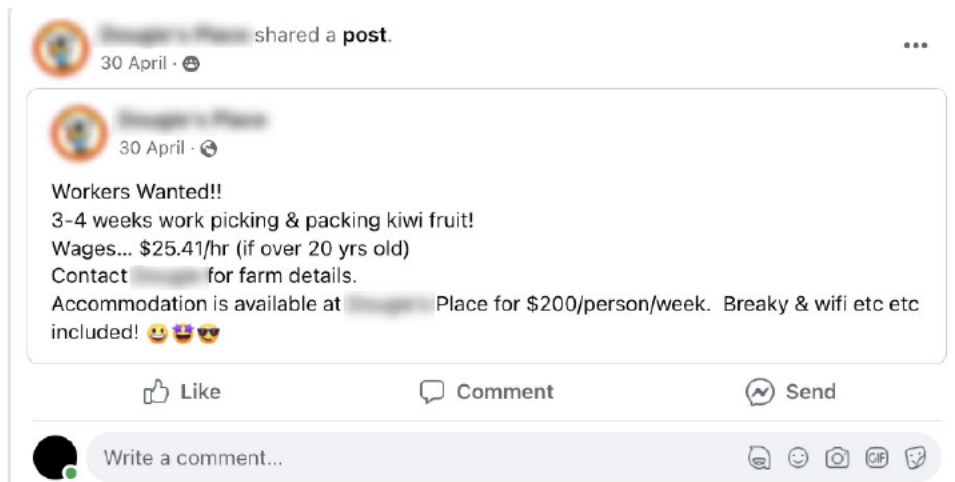 shared a post.
30 April ·
30 April ·
Workers Wanted!!
3-4 weeks work picking & packing kiwi fruit!
Wages... $25.41/hr (if over 20 yrs old)
Contact for farm details.
Accommodation is available at Place for $200/person/week. Breaky & wifi etc etc
included! 😀🤩😎
Like Comment Send
Write a comment...
GIF